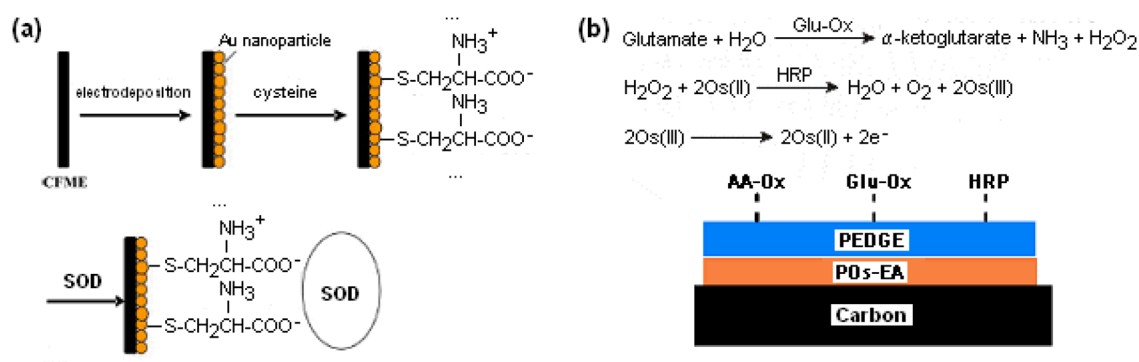 (a)
Au nanoparticle
electrodeposition
cysteine
CFME
...
NH₃⁺
S-CH₂CH-COO⁻
NH₃
S-CH₂CH-COO⁻
...
SOD
...
NH₃⁺
S-CH₂CH-COO⁻
NH₃
S-CH₂CH-COO⁻
SOD
(b)
Glutamate + H₂O Glu-Ox α-ketoglutarate + NH₃ + H₂O₂
H₂O₂ + 2Os(II) HRP H₂O + O₂ + 2Os(III)
2Os(III) 2Os(II) + 2e⁻
AA-Ox Glu-Ox HRP
PEDGE
POs-EA
Carbon